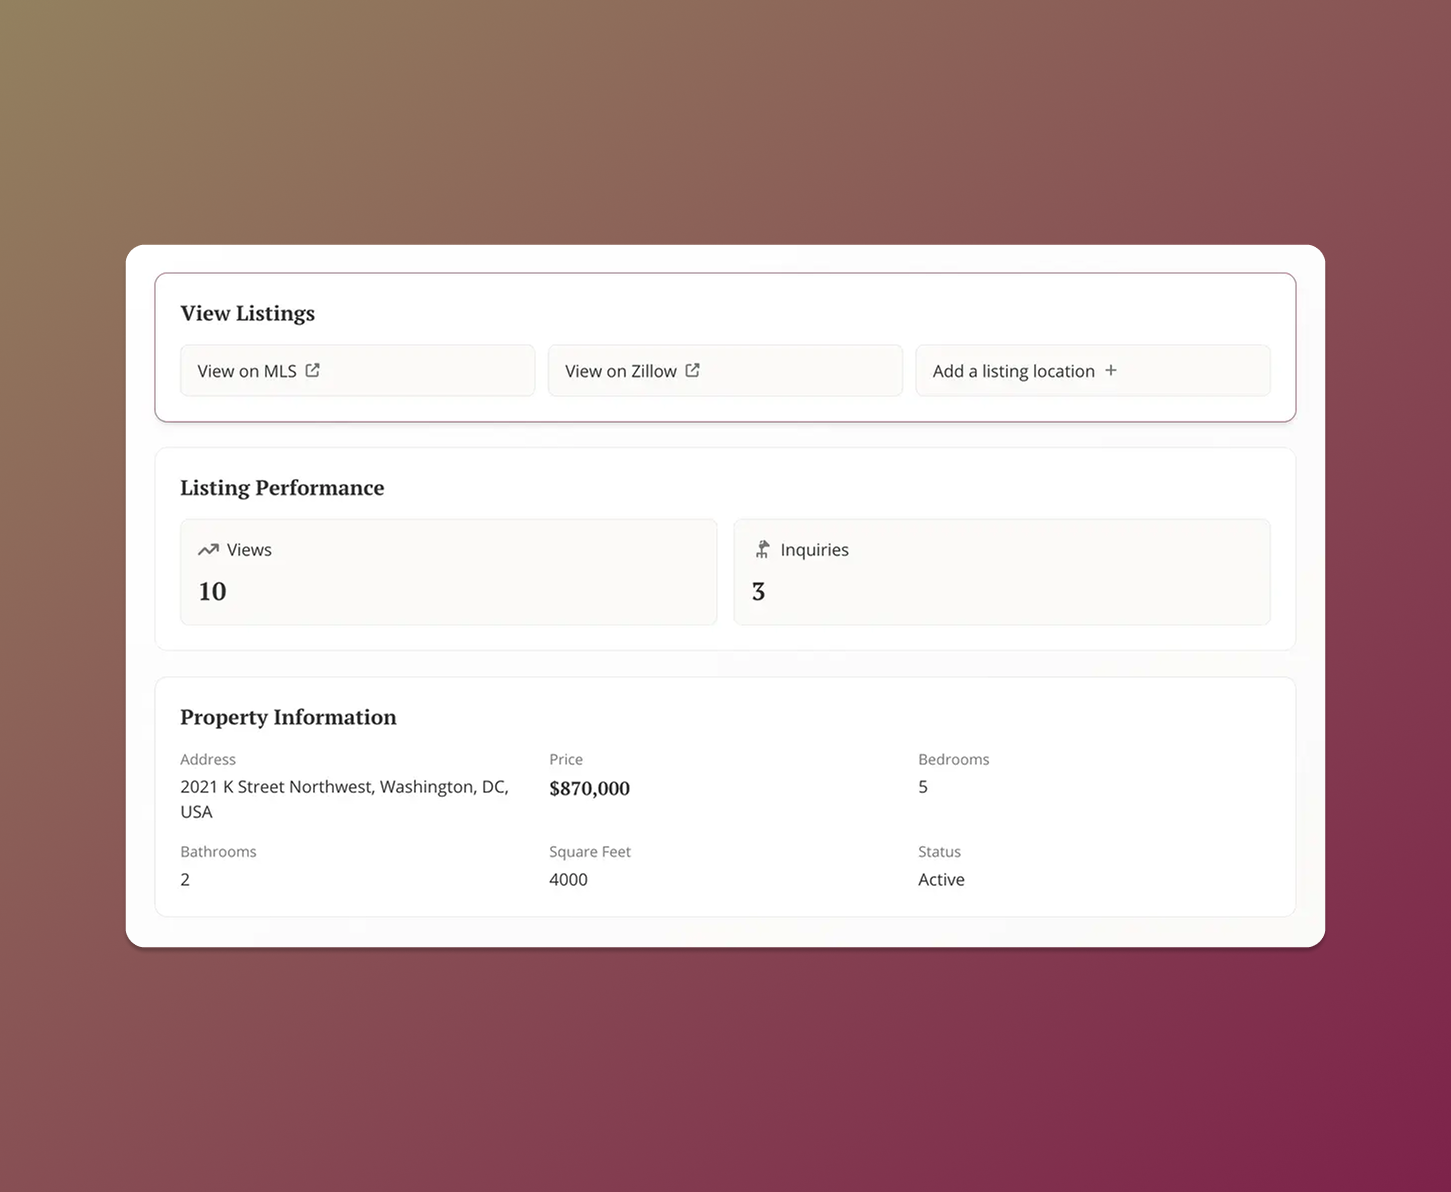 View Listings
View on MLS
View on Zillow
Add a listing location +
Listing Performance
Views
Inquiries
10
3
Property Information
Address
Price
Bedrooms
2021 K Street Northwest, Washington, DC,
USA
$870,000
5
Bathrooms
Square Feet
Status
2
4000
Active